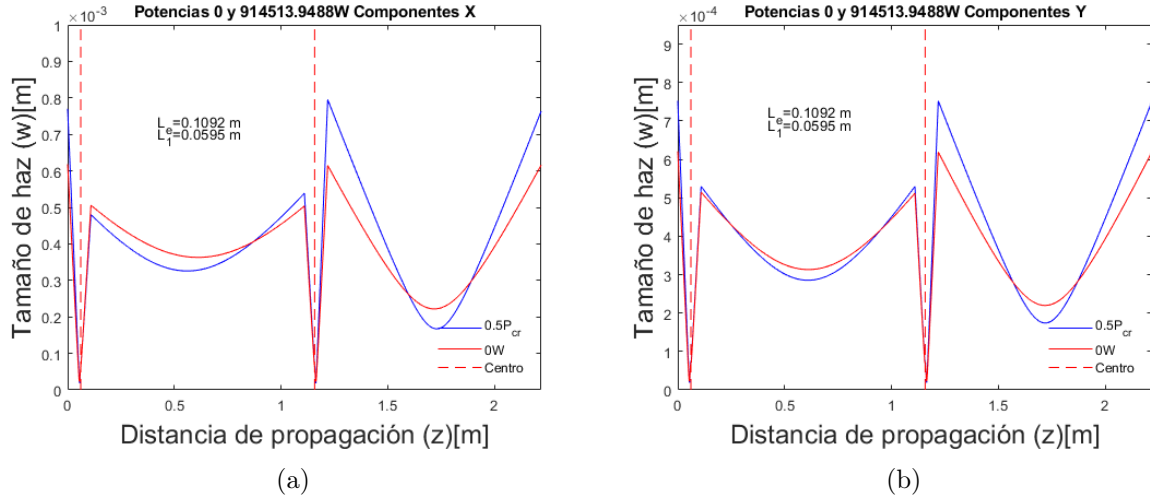 Potencias 0 y 914513.9488W Componentes X
×10⁻³
1
0.9
0.8
0.7
0.6
0.5
0.4
0.3
0.2
0.1
0
Tamaño de haz (w)[m]
L_e=0.1092 m
L_1=0.0595 m
0.5P_cr
0W
Centro
0
0.5
1
1.5
2
Distancia de propagación (z)[m]
(a)
Potencias 0 y 914513.9488W Componentes Y
×10⁻⁴
9
8
7
6
5
4
3
2
1
0
Tamaño de haz (w)[m]
L_e=0.1092 m
L_1=0.0595 m
0.5P_cr
0W
Centro
0
0.5
1
1.5
2
Distancia de propagación (z)[m]
(b)